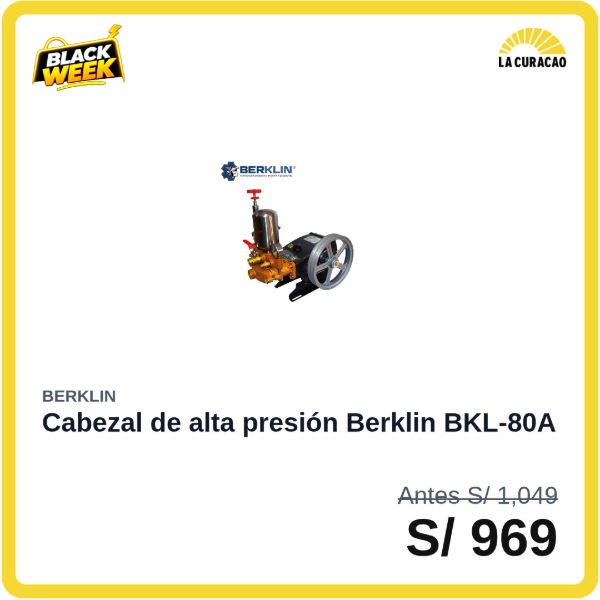 BLACK
WEEK
LA CURACAO
BERKLIN®
BERKLIN
Cabezal de alta presión Berklin BKL-80A
Antes S/ 1,049
S/ 969